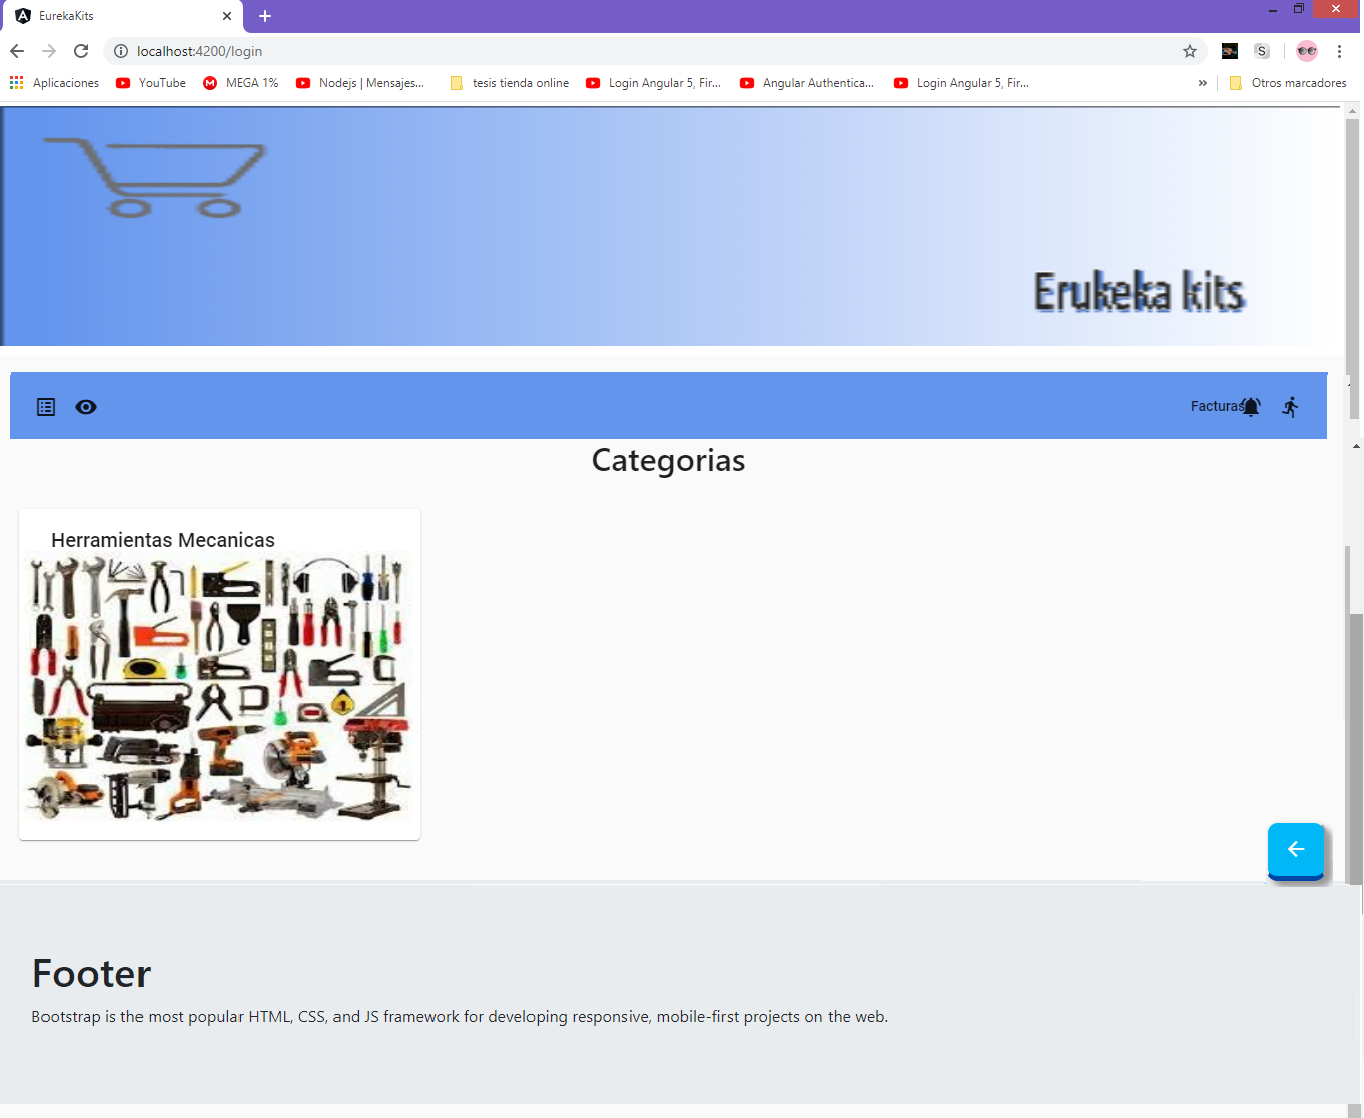 EurekaKits
localhost:4200/login
Aplicaciones YouTube MEGA 1% Nodejs | Mensajes... tesis tienda online Login Angular 5, Fir... Angular Authentica... Login Angular 5, Fir... » Otros marcadores
Erukeka kits
Facturas
Categorias
Herramientas Mecanicas
Footer
Bootstrap is the most popular HTML, CSS, and JS framework for developing responsive, mobile-first projects on the web.